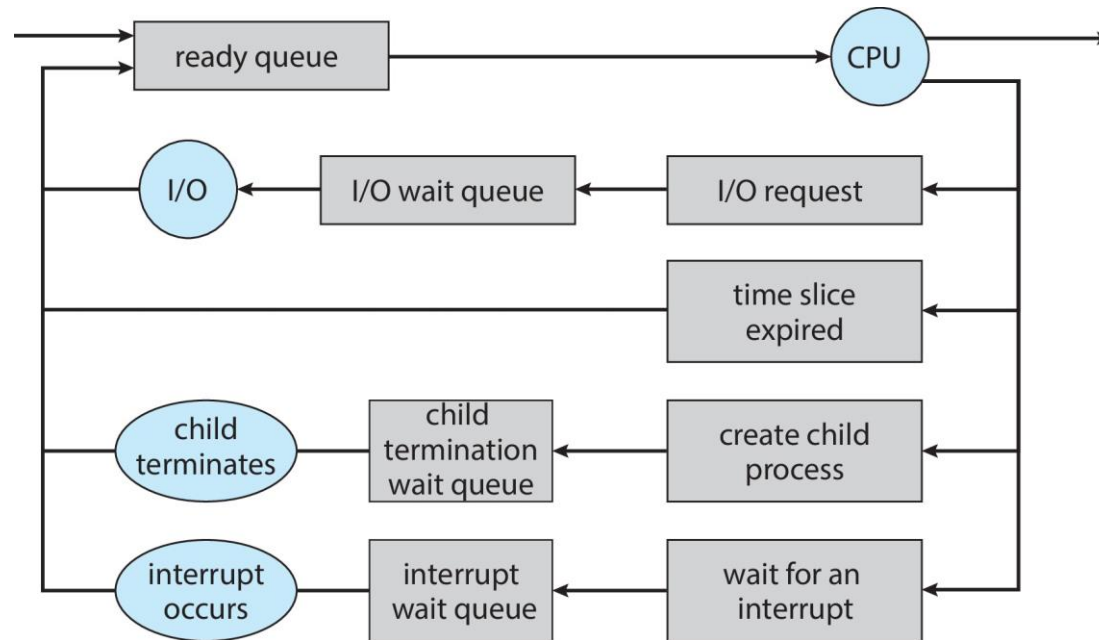 ready queue
CPU
I/O
I/O wait queue
I/O request
time slice
expired
child
terminates
child
termination
wait queue
create child
process
interrupt
occurs
interrupt
wait queue
wait for an
interrupt